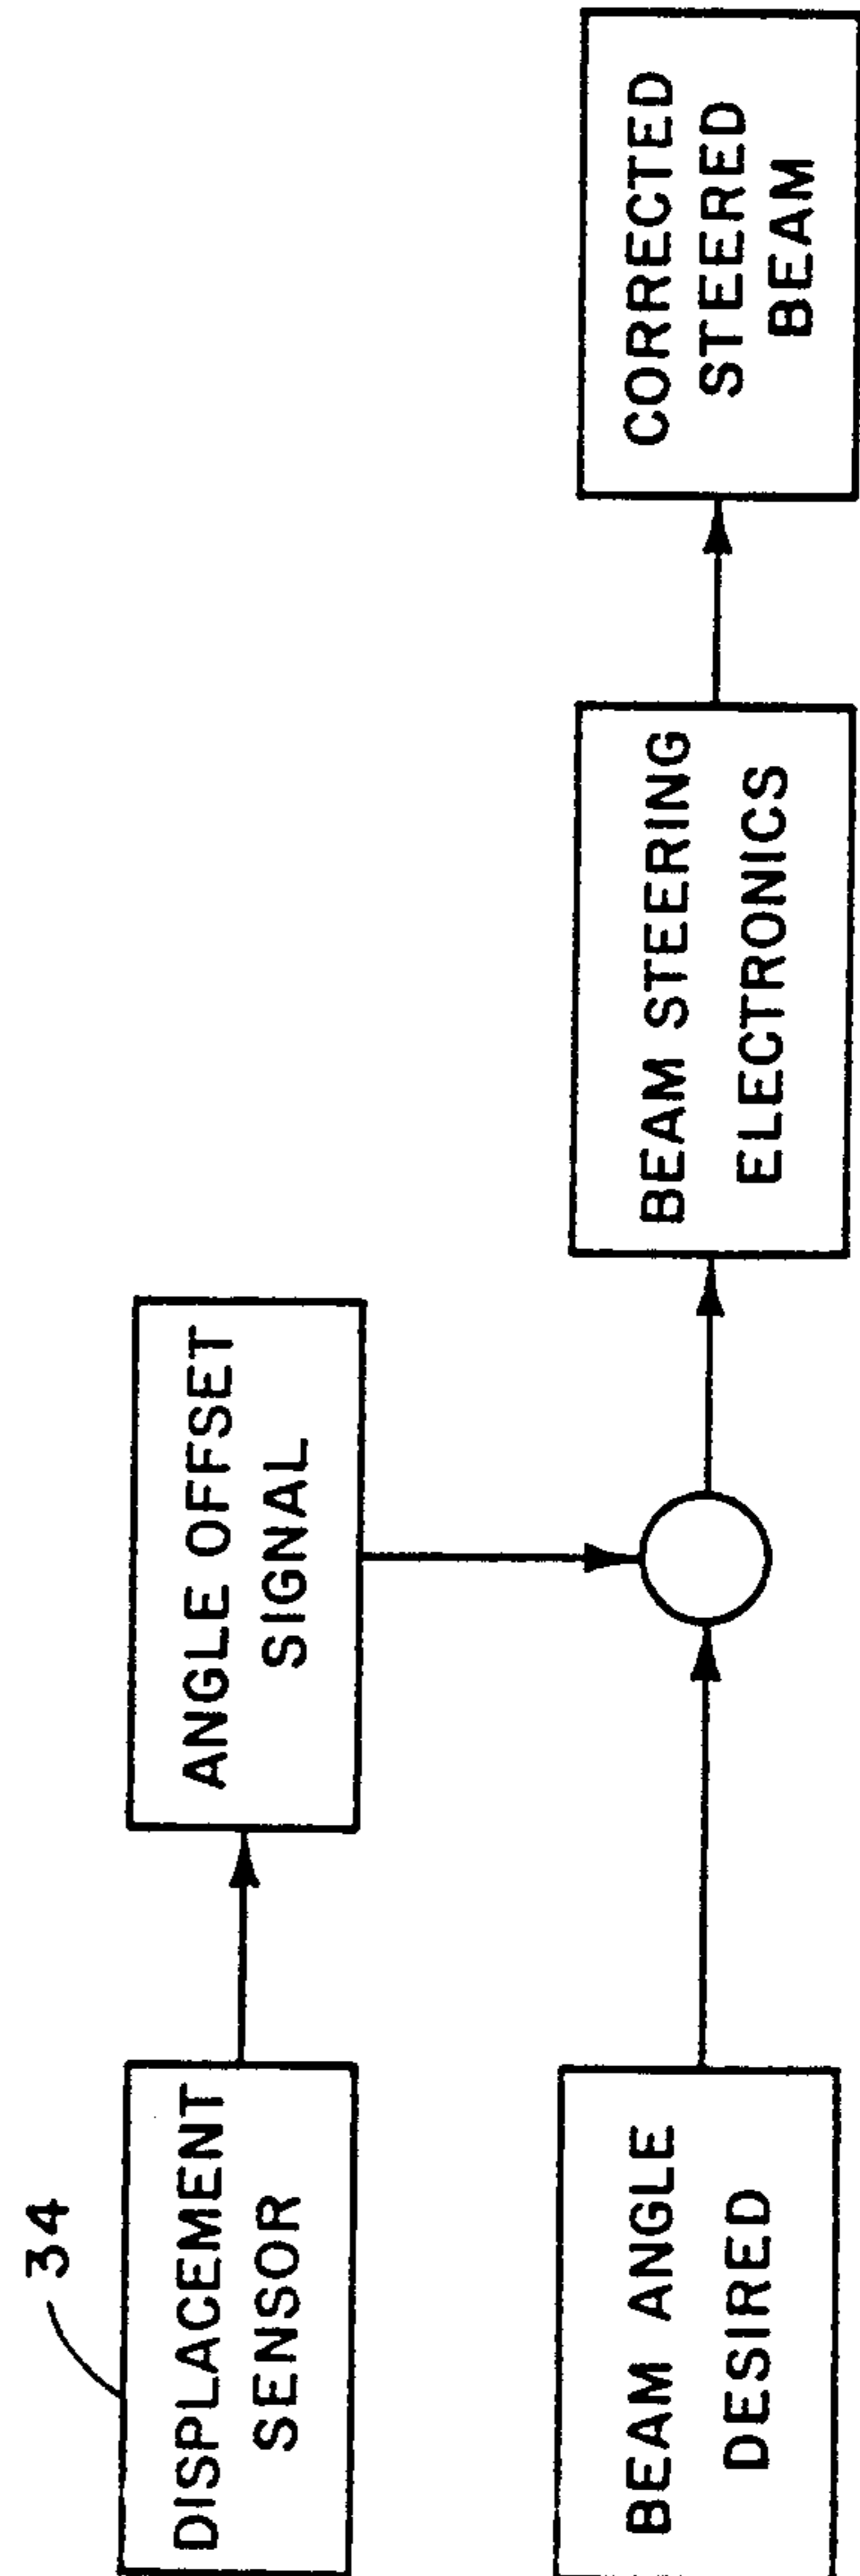 34
DISPLACEMENT
SENSOR
ANGLE OFFSET
SIGNAL
BEAM ANGLE
DESIRED
BEAM STEERING
ELECTRONICS
CORRECTED
STEERED
BEAM